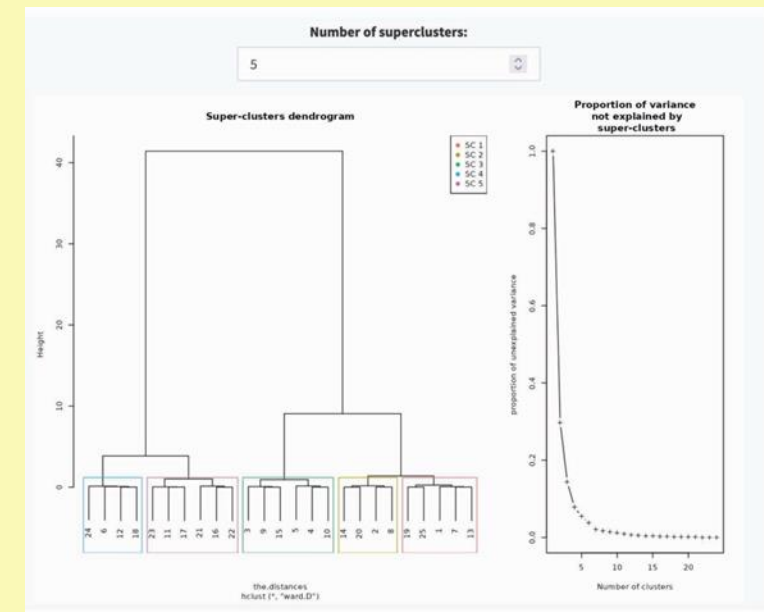 Number of superclusters:
5
Super-clusters dendrogram
SC 1
SC 2
SC 3
SC 4
SC 5
Height
40
30
20
10
0
24 6 12 18 23 11 17 21 16 22 3 9 15 5 4 10 14 20 2 8 19 25 1 7 13
the.distances
hclust (*, "ward.D")
Proportion of variance
not explained by
super-clusters
proportion of unexplained variance
1.0
0.8
0.6
0.4
0.2
0.0
5 10 15 20
Number of clusters